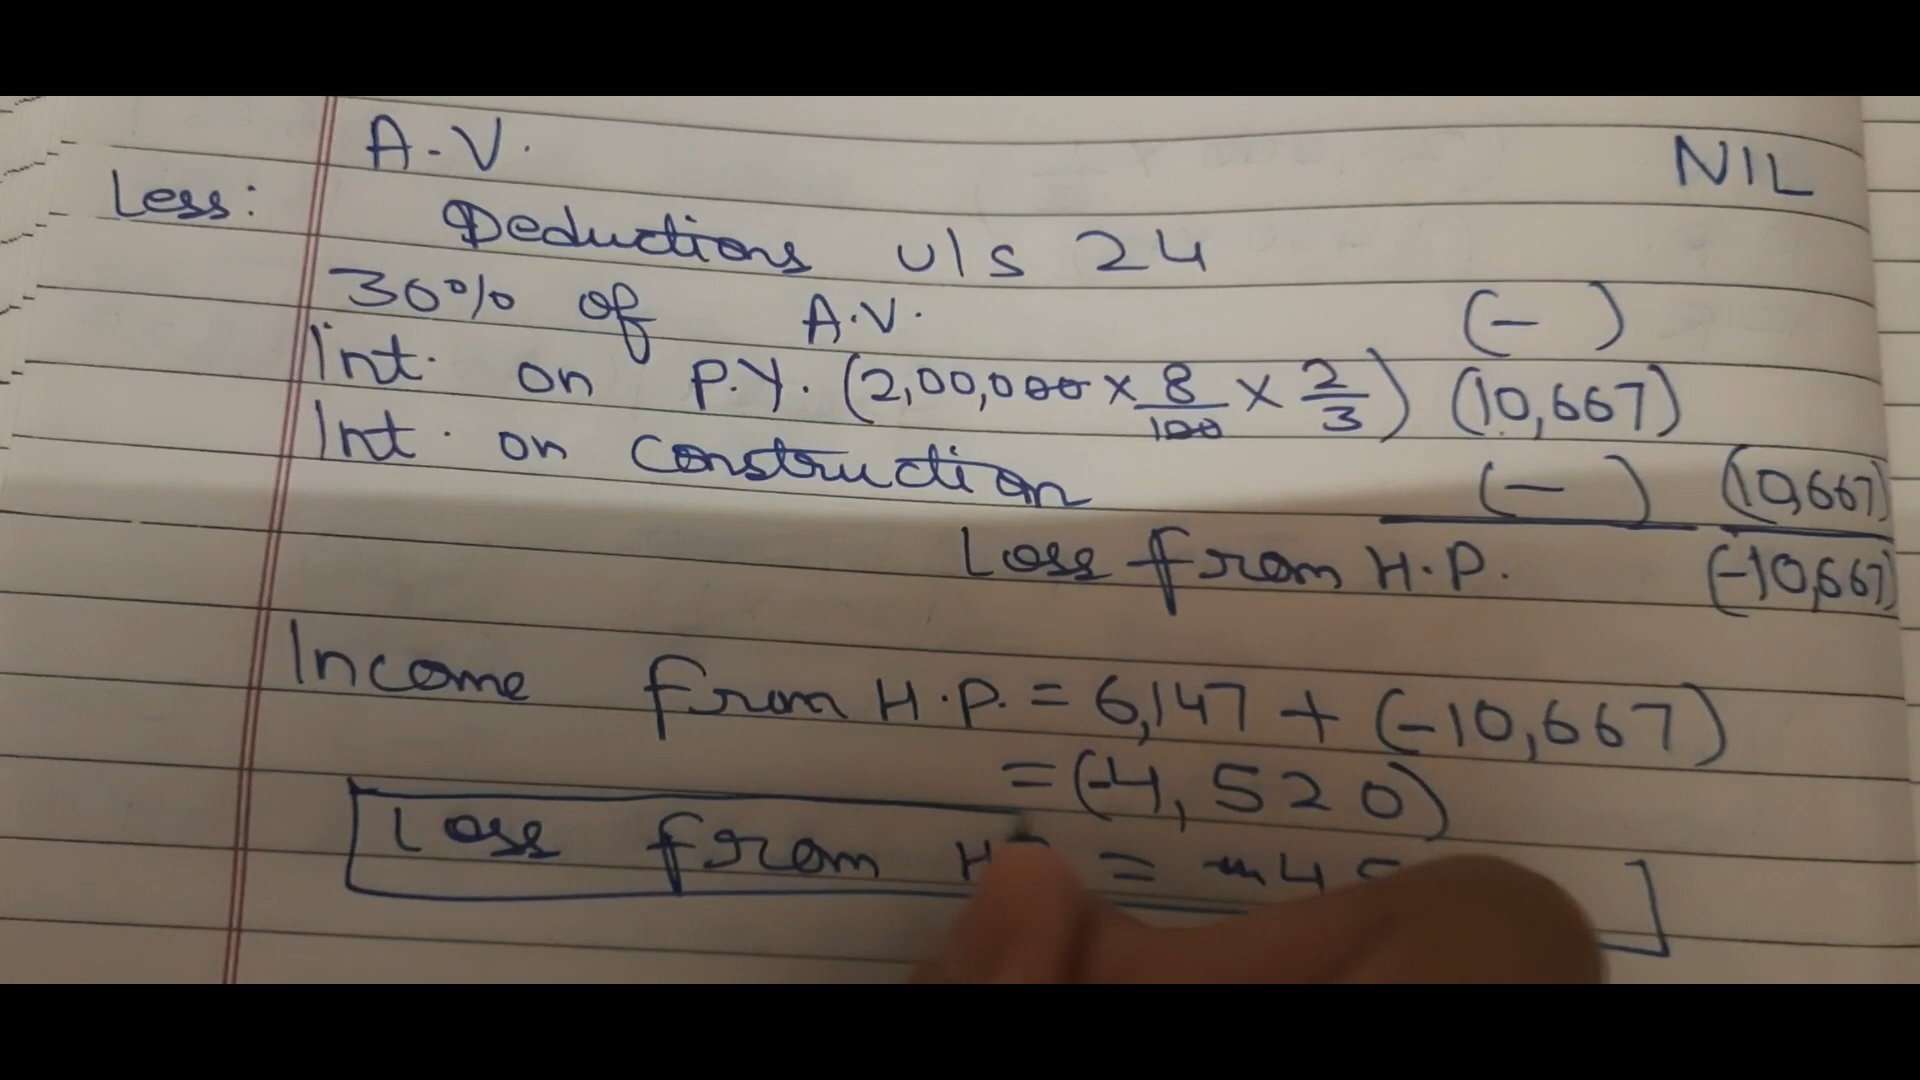 A.V. NIL
Less: Deductions u/s 24
30% of A.V. (-)
Int. on P.Y. (2,00,000 × 8/100 × 2/3) (10,667)
Int. on construction (-) (10,667)
Loss from H.P. (-10,667)
Income from H.P. = 6,147 + (-10,667)
= (-4,520)
Loss from =